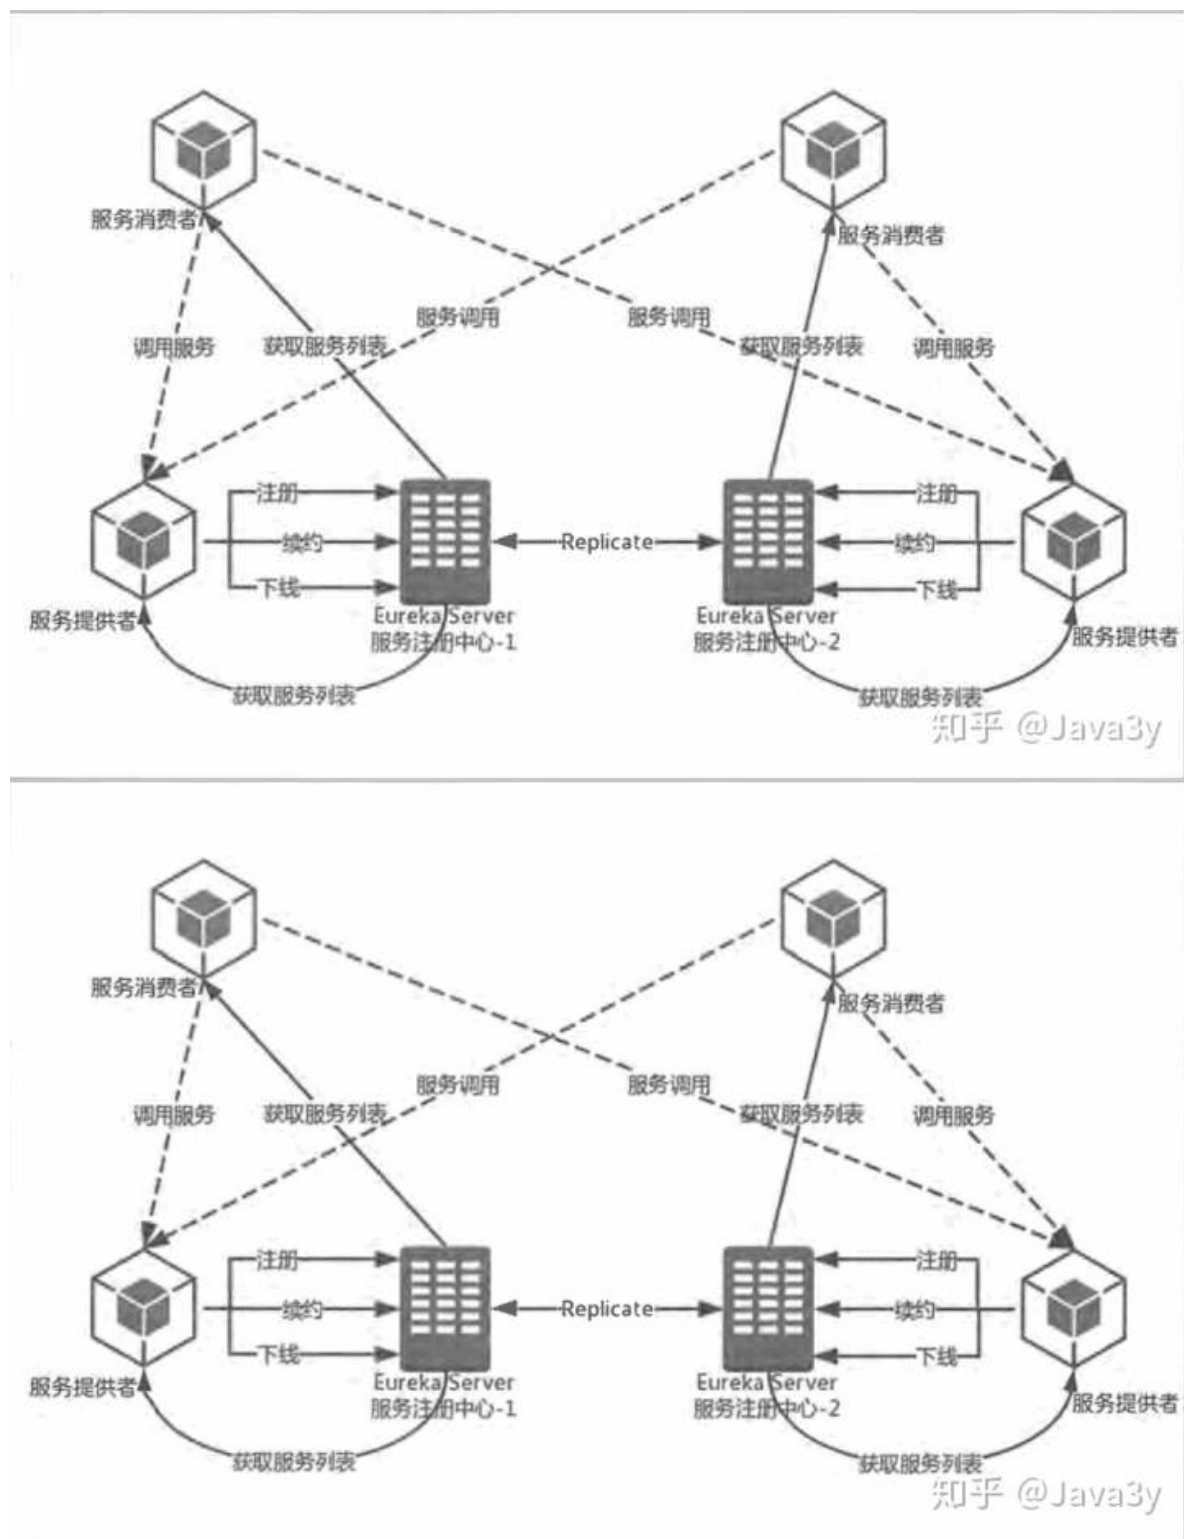 服务消费者
服务消费者
服务调用
服务调用
调用服务
获取服务列表
获取服务列表
调用服务
注册
注册
续约
Replicate
续约
下线
下线
服务提供者
Eureka Server
服务注册中心-1
Eureka Server
服务注册中心-2
服务提供者
获取服务列表
获取服务列表
知乎 @Java3y
服务消费者
服务消费者
服务调用
服务调用
调用服务
获取服务列表
获取服务列表
调用服务
注册
注册
续约
Replicate
续约
下线
下线
服务提供者
Eureka Server
服务注册中心-1
Eureka Server
服务注册中心-2
服务提供者
获取服务列表
获取服务列表
知乎 @Java3y